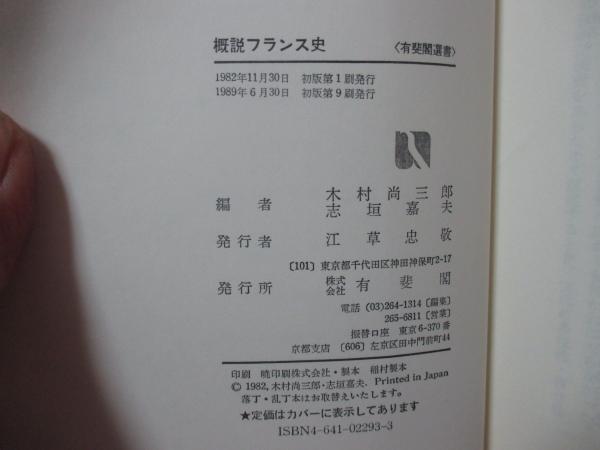 概説フランス史 〈有斐閣選書〉
1982年11月30日 初版第1刷発行
1989年6月30日 初版第9刷発行
編者 木村尚三郎
志垣嘉夫
発行者 江草忠敬
〔101〕東京都千代田区神田神保町2-17
発行所 株式会社 有斐閣
電話 (03)264-1314〔編集〕
265-6811〔営業〕
振替口座 東京6-370番
京都支店 〔606〕左京区田中門前町44
印刷 暁印刷株式会社・製本 稲村製本
© 1982, 木村尚三郎・志垣嘉夫. Printed in Japan
落丁・乱丁本はお取替えいたします。
★定価はカバーに表示してあります
ISBN4-641-02293-3